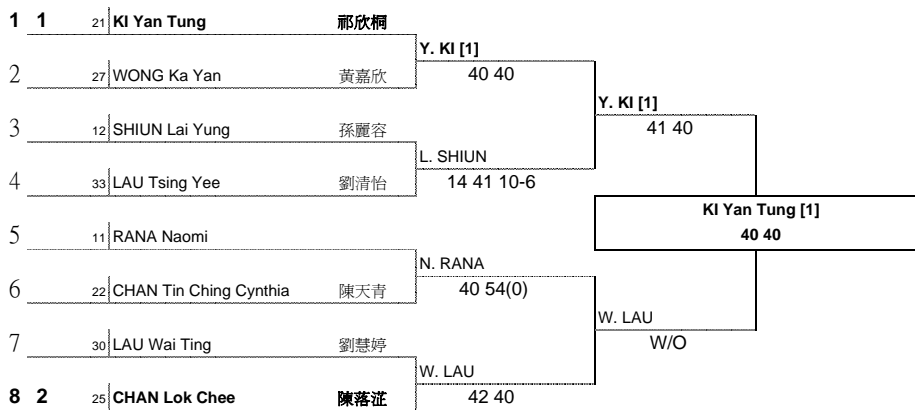 1 1 21 KI Yan Tung 祁欣桐
Y. KI [1]
2 27 WONG Ka Yan 黃嘉欣 40 40
Y. KI [1]
3 12 SHIUN Lai Yung 孫麗容 41 40
L. SHIUN
4 33 LAU Tsing Yee 劉清怡 14 41 10-6
KI Yan Tung [1]
40 40
5 11 RANA Naomi
N. RANA
6 22 CHAN Tin Ching Cynthia 陳天青 40 54(0)
W. LAU
7 30 LAU Wai Ting 劉慧婷 W/O
W. LAU
8 2 25 CHAN Lok Chee 陳落沚 42 40